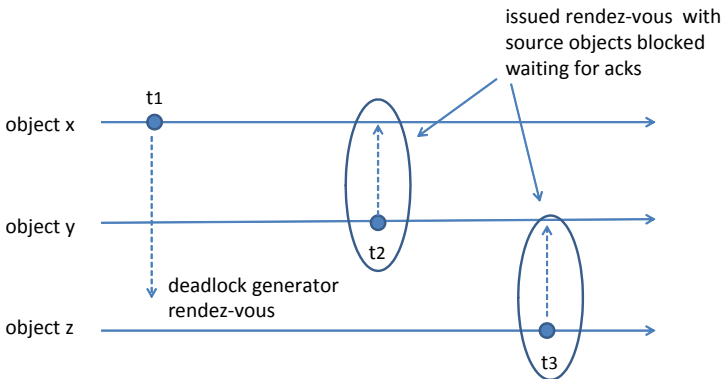 issued rendez-vous with
source objects blocked
waiting for acks
t1
object x
object y
t2
deadlock generator
rendez-vous
object z
t3